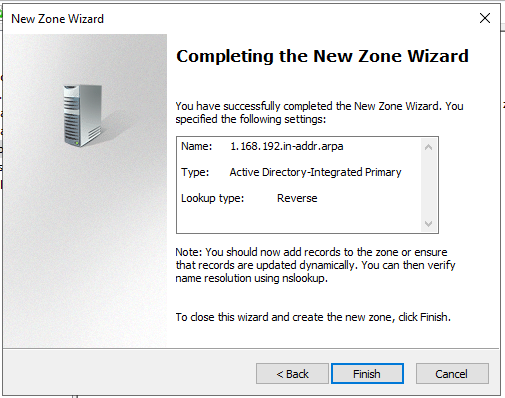 New Zone Wizard
Completing the New Zone Wizard
You have successfully completed the New Zone Wizard. You
specified the following settings:
Name: 1.168.192.in-addr.arpa
Type: Active Directory-Integrated Primary
Lookup type: Reverse
Note: You should now add records to the zone or ensure
that records are updated dynamically. You can then verify
name resolution using nslookup.
To close this wizard and create the new zone, click Finish.
< Back Finish Cancel